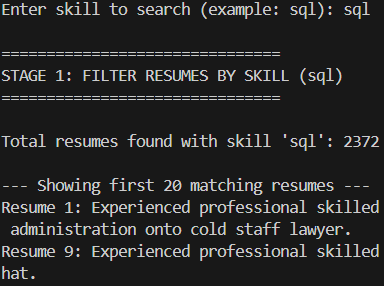 Enter skill to search (example: sql): sql
===============================
STAGE 1: FILTER RESUMES BY SKILL (sql)
===============================
Total resumes found with skill 'sql': 2372
--- Showing first 20 matching resumes ---
Resume 1: Experienced professional skilled
administration onto cold staff lawyer.
Resume 9: Experienced professional skilled
hat.